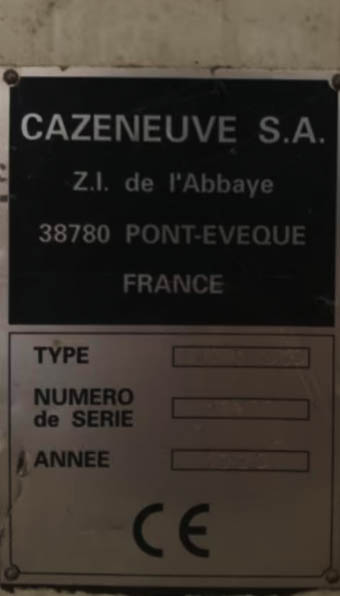 CAZENEUVE S.A.
Z.I. de l'Abbaye
38780 PONT-EVEQUE
FRANCE
TYPE
NUMERO
de SERIE
ANNEE
CE